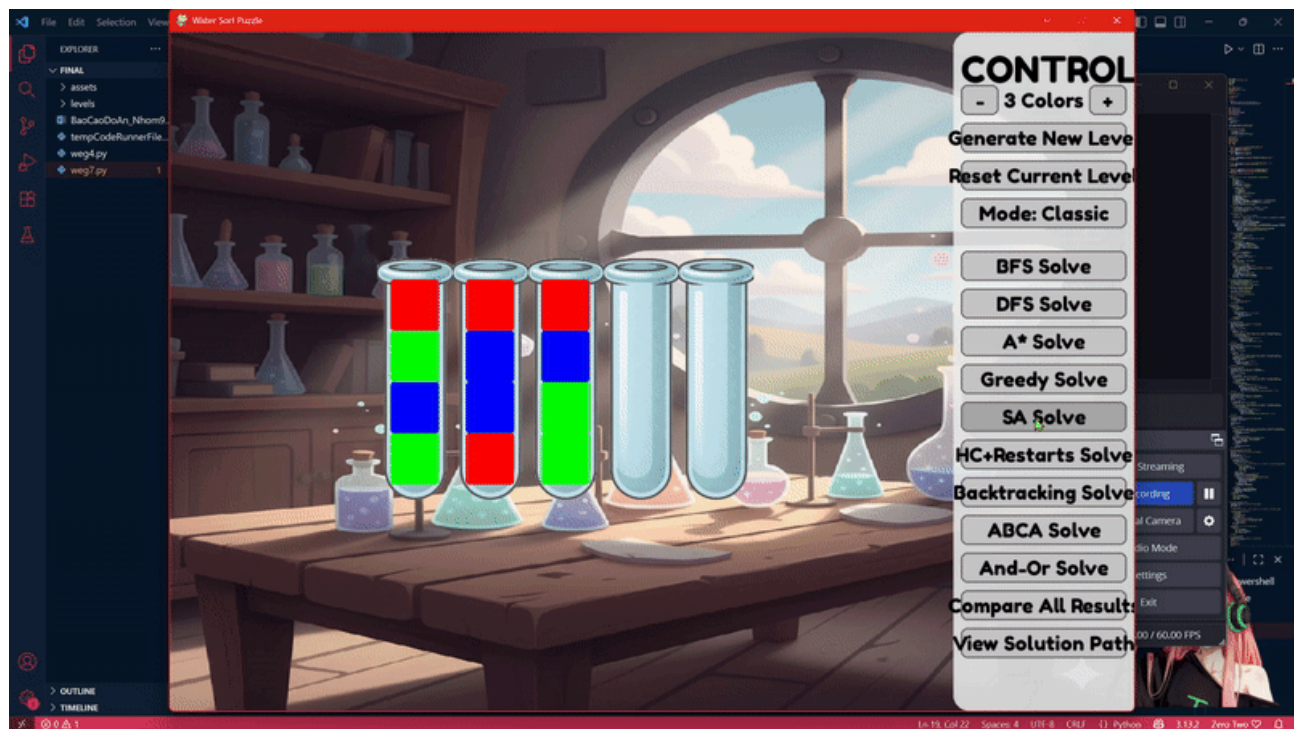 File Edit Selection View
Water Sort Puzzle
EXPLORER
FINAL
assets
levels
BaoCaoDoAn_Nhom9.
tempCodeRunnerFile...
weg4.py
weg7.py 1
OUTLINE
TIMELINE
CONTROL
- 3 Colors +
Generate New Leve
Reset Current Level
Mode: Classic
BFS Solve
DFS Solve
A* Solve
Greedy Solve
SA Solve
HC+Restarts Solve
Backtracking Solve
ABCA Solve
And-Or Solve
Compare All Results
View Solution Path
Streaming
cording
al Camera
dio Mode
ettings
Exit
.00 / 60.00 FPS
owershell
0 1
Ln 19, Col 22 Spaces: 4 UTF-8 CRLF {} Python 3.13.2 Zero Two